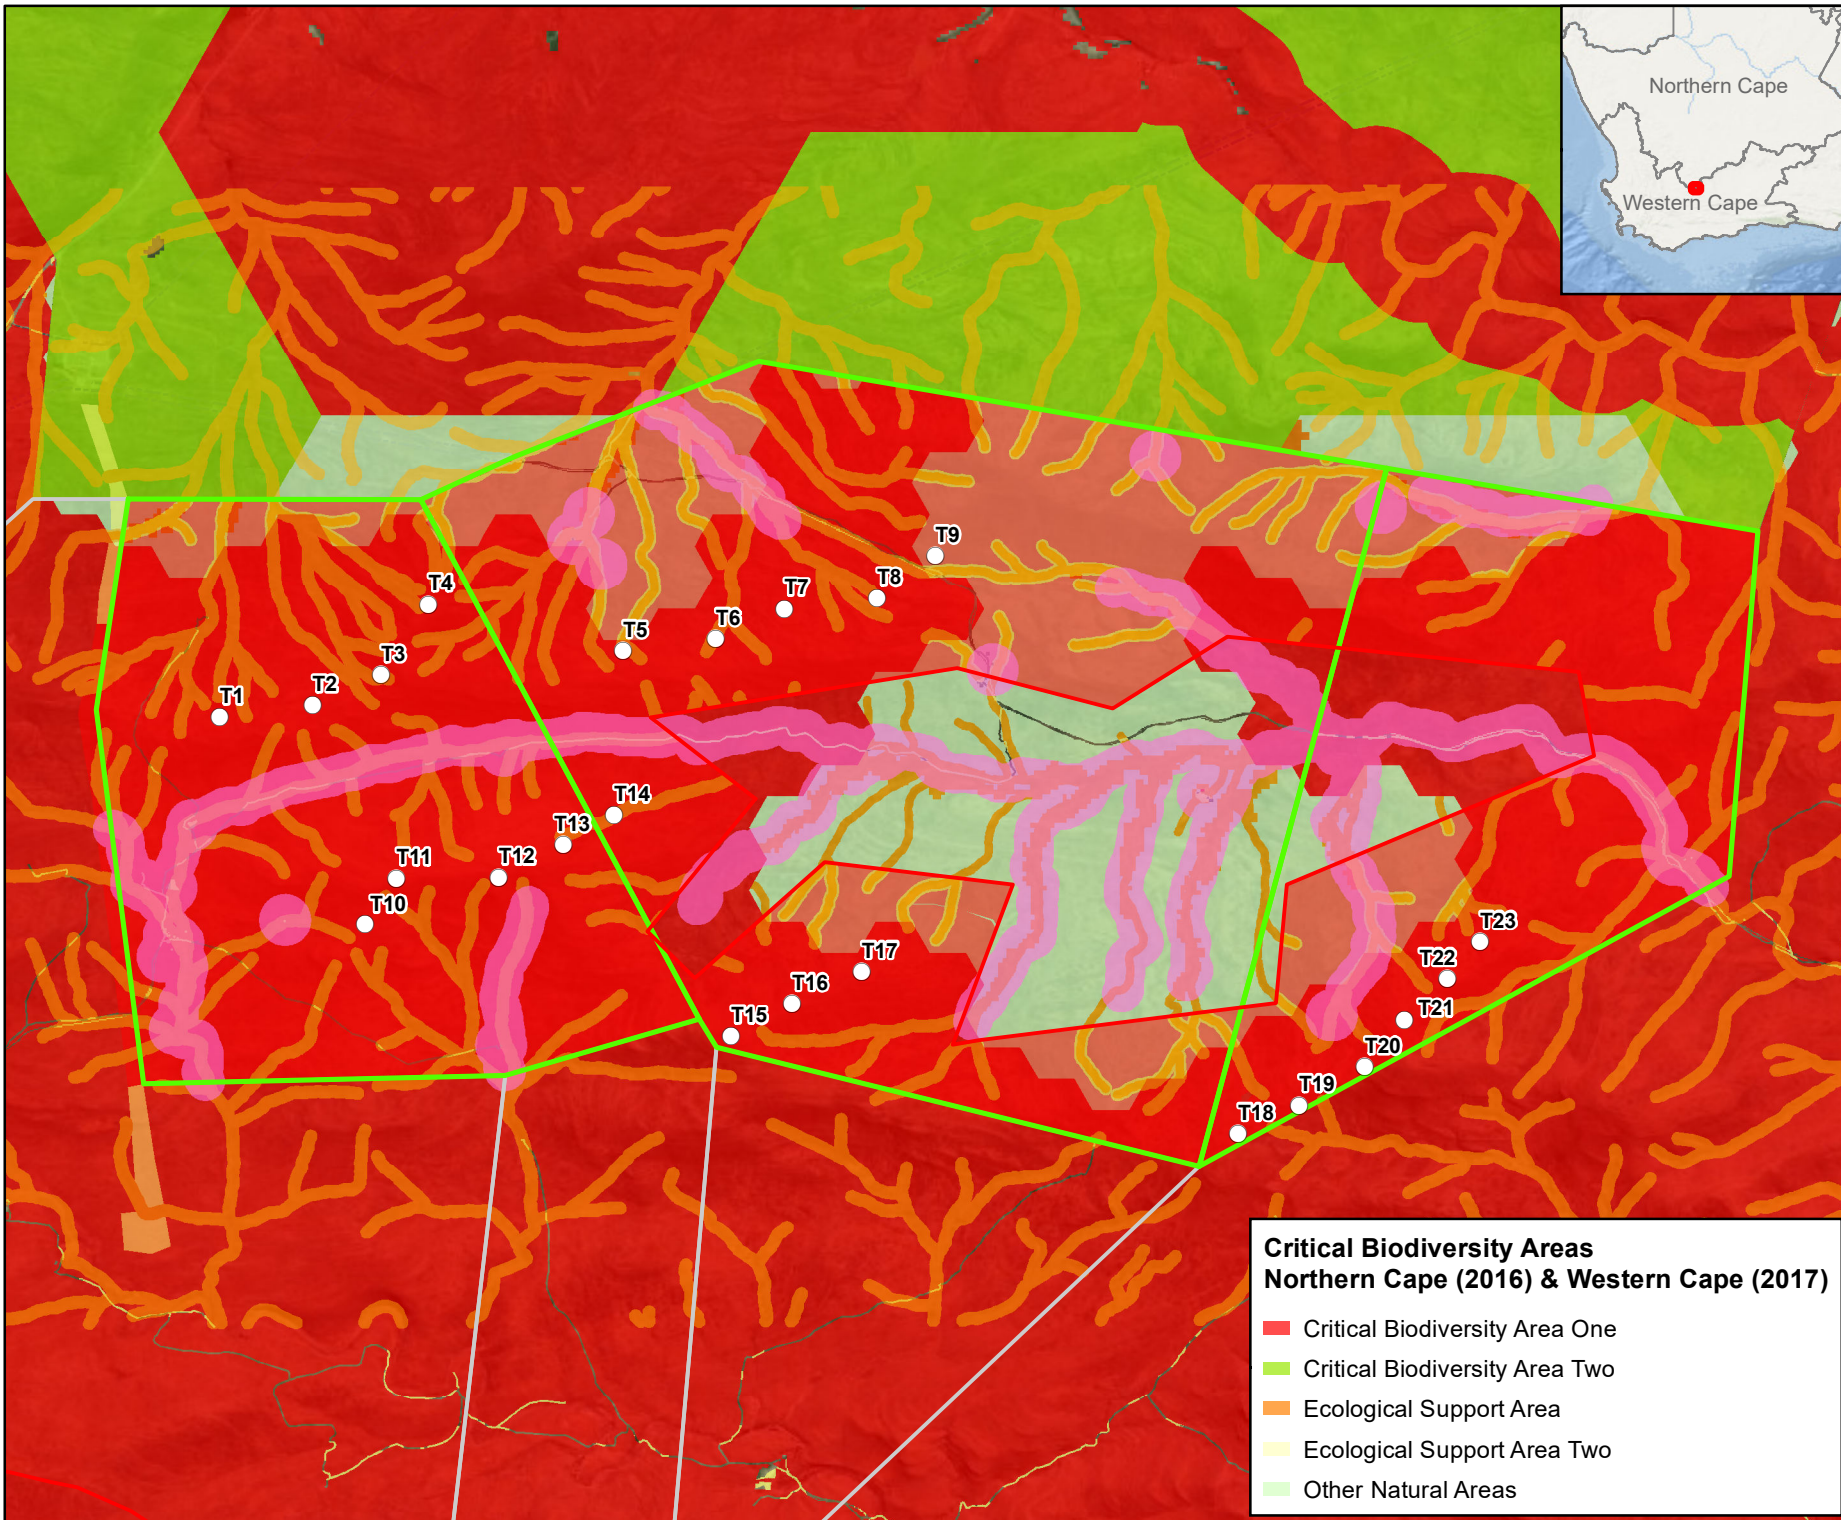 Northern Cape
Western Cape
T9
T4
T8
T7
T6
T5
T3
T2
T1
T14
T13
T12
T11
T10
T23
T17
T22
T16
T21
T15
T20
T19
T18
Critical Biodiversity Areas
Northern Cape (2016) & Western Cape (2017)
Critical Biodiversity Area One
Critical Biodiversity Area Two
Ecological Support Area
Ecological Support Area Two
Other Natural Areas